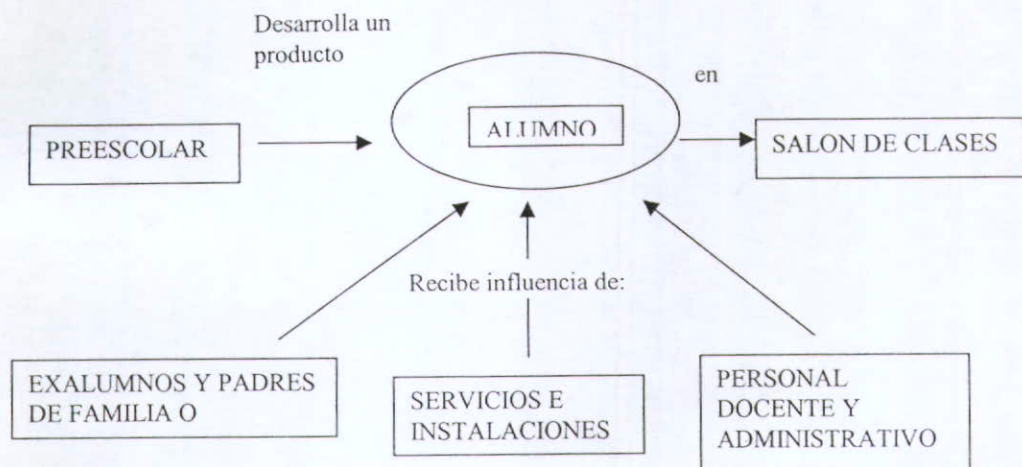 Desarrolla un
producto
en
PREESCOLAR
ALUMNO
SALON DE CLASES
Recibe influencia de:
EXALUMNOS Y PADRES
DE FAMILIA O
SERVICIOS E
INSTALACIONES
PERSONAL
DOCENTE Y
ADMINISTRATIVO